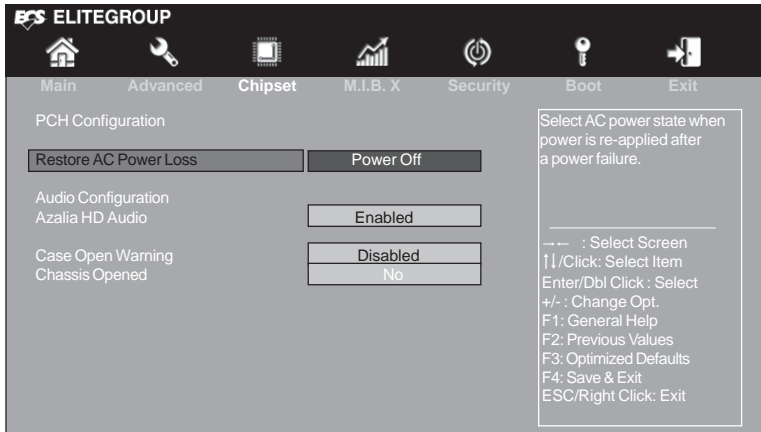 ECS ELITEGROUP
Main Advanced Chipset M.I.B. X Security Boot Exit
PCH Configuration
Restore AC Power Loss Power Off
Audio Configuration
Azalia HD Audio Enabled
Case Open Warning Disabled
Chassis Opened No
Select AC power state when
power is re-applied after
a power failure.
→← : Select Screen
↑↓/Click: Select Item
Enter/Dbl Click : Select
+/- : Change Opt.
F1: General Help
F2: Previous Values
F3: Optimized Defaults
F4: Save & Exit
ESC/Right Click: Exit